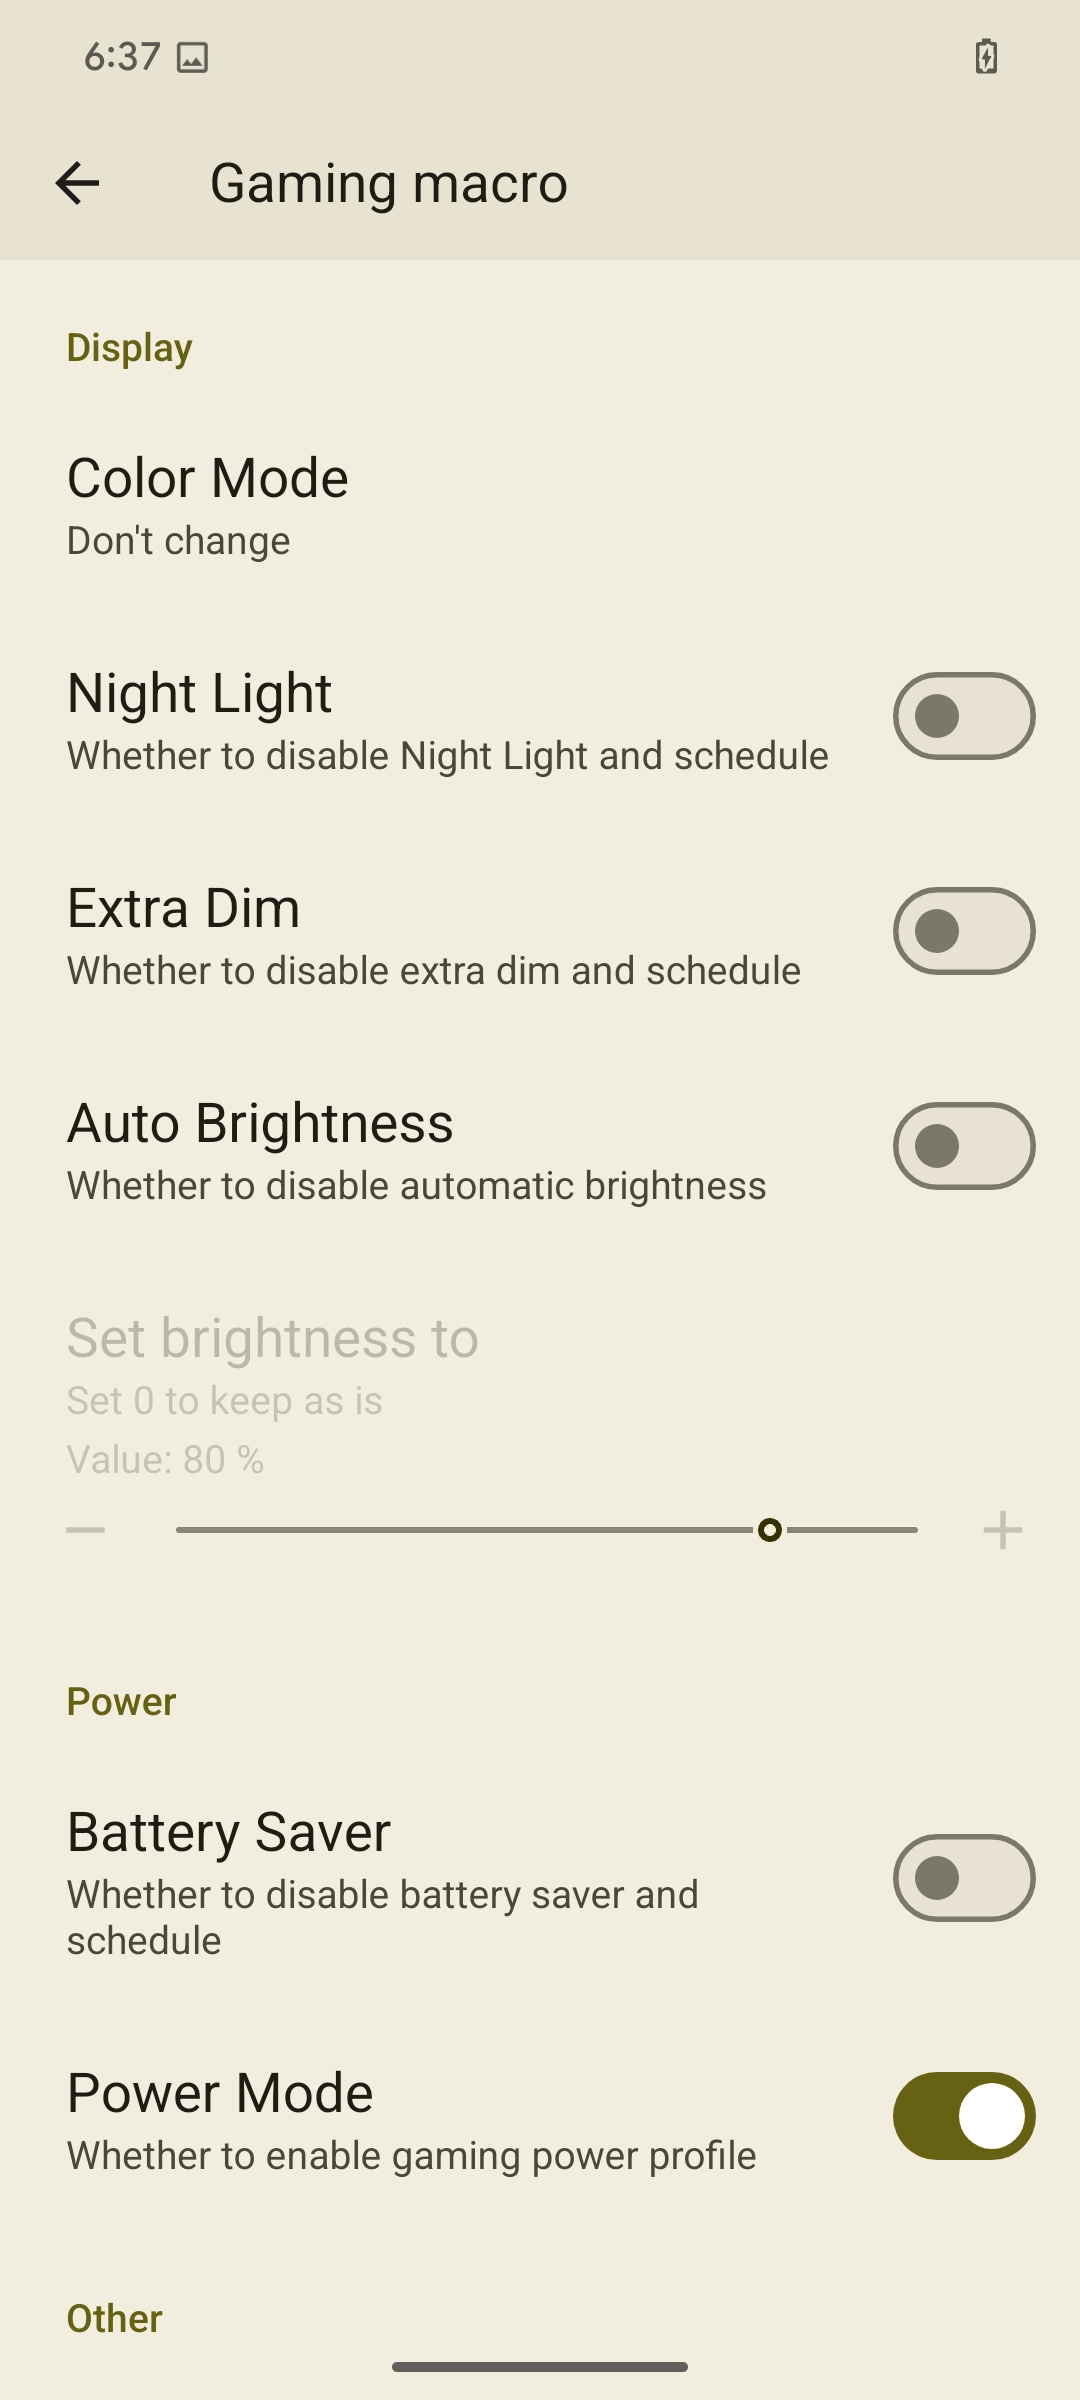 6:37
Gaming macro
Display
Color Mode
Don't change
Night Light
Whether to disable Night Light and schedule
Extra Dim
Whether to disable extra dim and schedule
Auto Brightness
Whether to disable automatic brightness
Set brightness to
Set 0 to keep as is
Value: 80 %
Power
Battery Saver
Whether to disable battery saver and
schedule
Power Mode
Whether to enable gaming power profile
Other